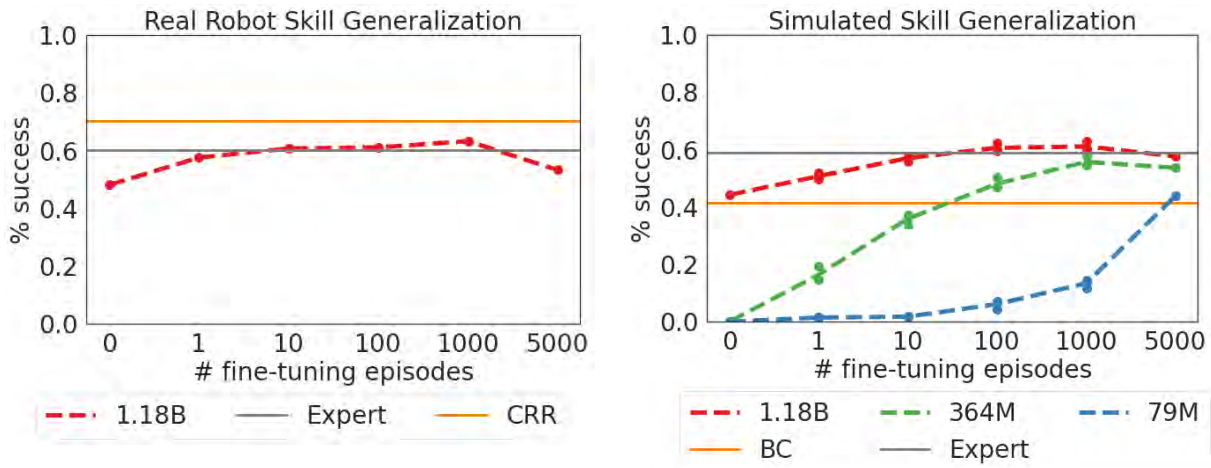 Real Robot Skill Generalization
1.0
0.8
0.6
0.4
0.2
0.0
% success
0 1 10 100 1000 5000
# fine-tuning episodes
1.18B Expert CRR
Simulated Skill Generalization
1.0
0.8
0.6
0.4
0.2
0.0
% success
0 1 10 100 1000 5000
# fine-tuning episodes
1.18B 364M 79M
BC Expert